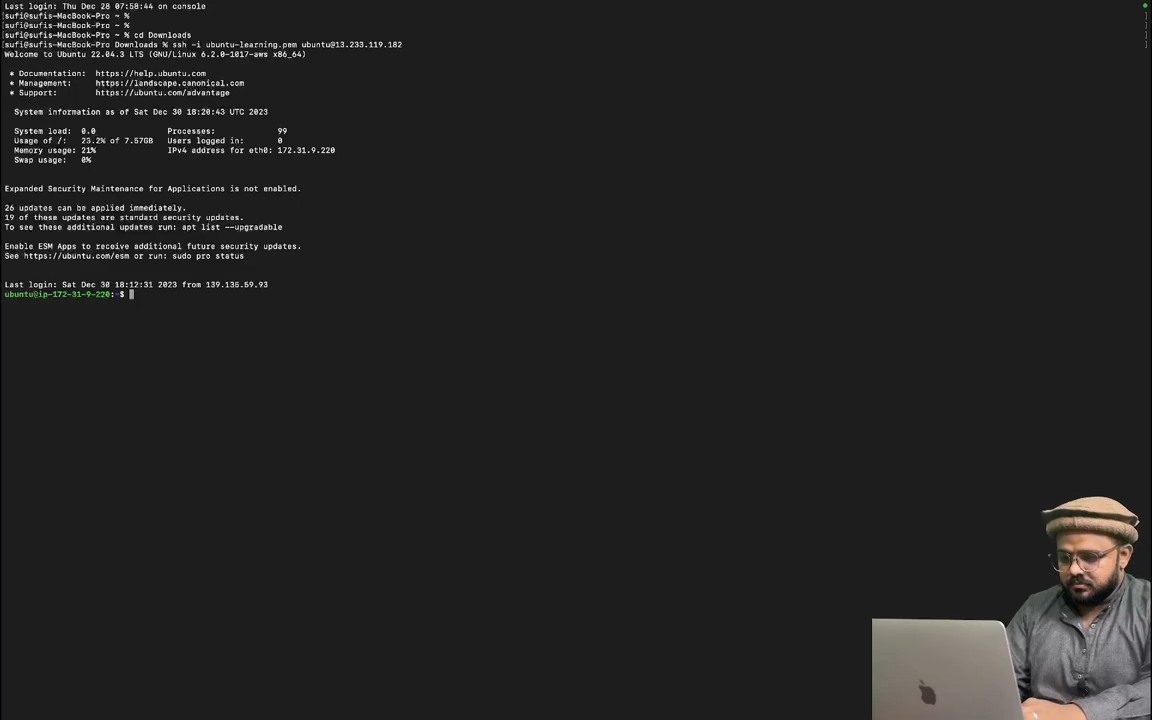 Last login: Thu Dec 28 07:58:44 on console
[sufi@sufis-MacBook-Pro ~ % ]
[sufi@sufis-MacBook-Pro ~ % ]
[sufi@sufis-MacBook-Pro ~ % cd Downloads ]
[sufi@sufis-MacBook-Pro Downloads % ssh -i ubuntu-learning.pem ubuntu@13.233.119.182 ]
Welcome to Ubuntu 22.04.3 LTS (GNU/Linux 6.2.0-1017-aws x86_64)
* Documentation: https://help.ubuntu.com
* Management: https://landscape.canonical.com
* Support: https://ubuntu.com/advantage
System information as of Sat Dec 30 18:20:43 UTC 2023
System load: 0.0 Processes: 99
Usage of /: 23.2% of 7.57GB Users logged in: 0
Memory usage: 21% IPv4 address for eth0: 172.31.9.220
Swap usage: 0%
Expanded Security Maintenance for Applications is not enabled.
26 updates can be applied immediately.
19 of these updates are standard security updates.
To see these additional updates run: apt list --upgradable
Enable ESM Apps to receive additional future security updates.
See https://ubuntu.com/esm or run: sudo pro status
Last login: Sat Dec 30 18:12:31 2023 from 139.135.59.93
ubuntu@ip-172-31-9-220:~$